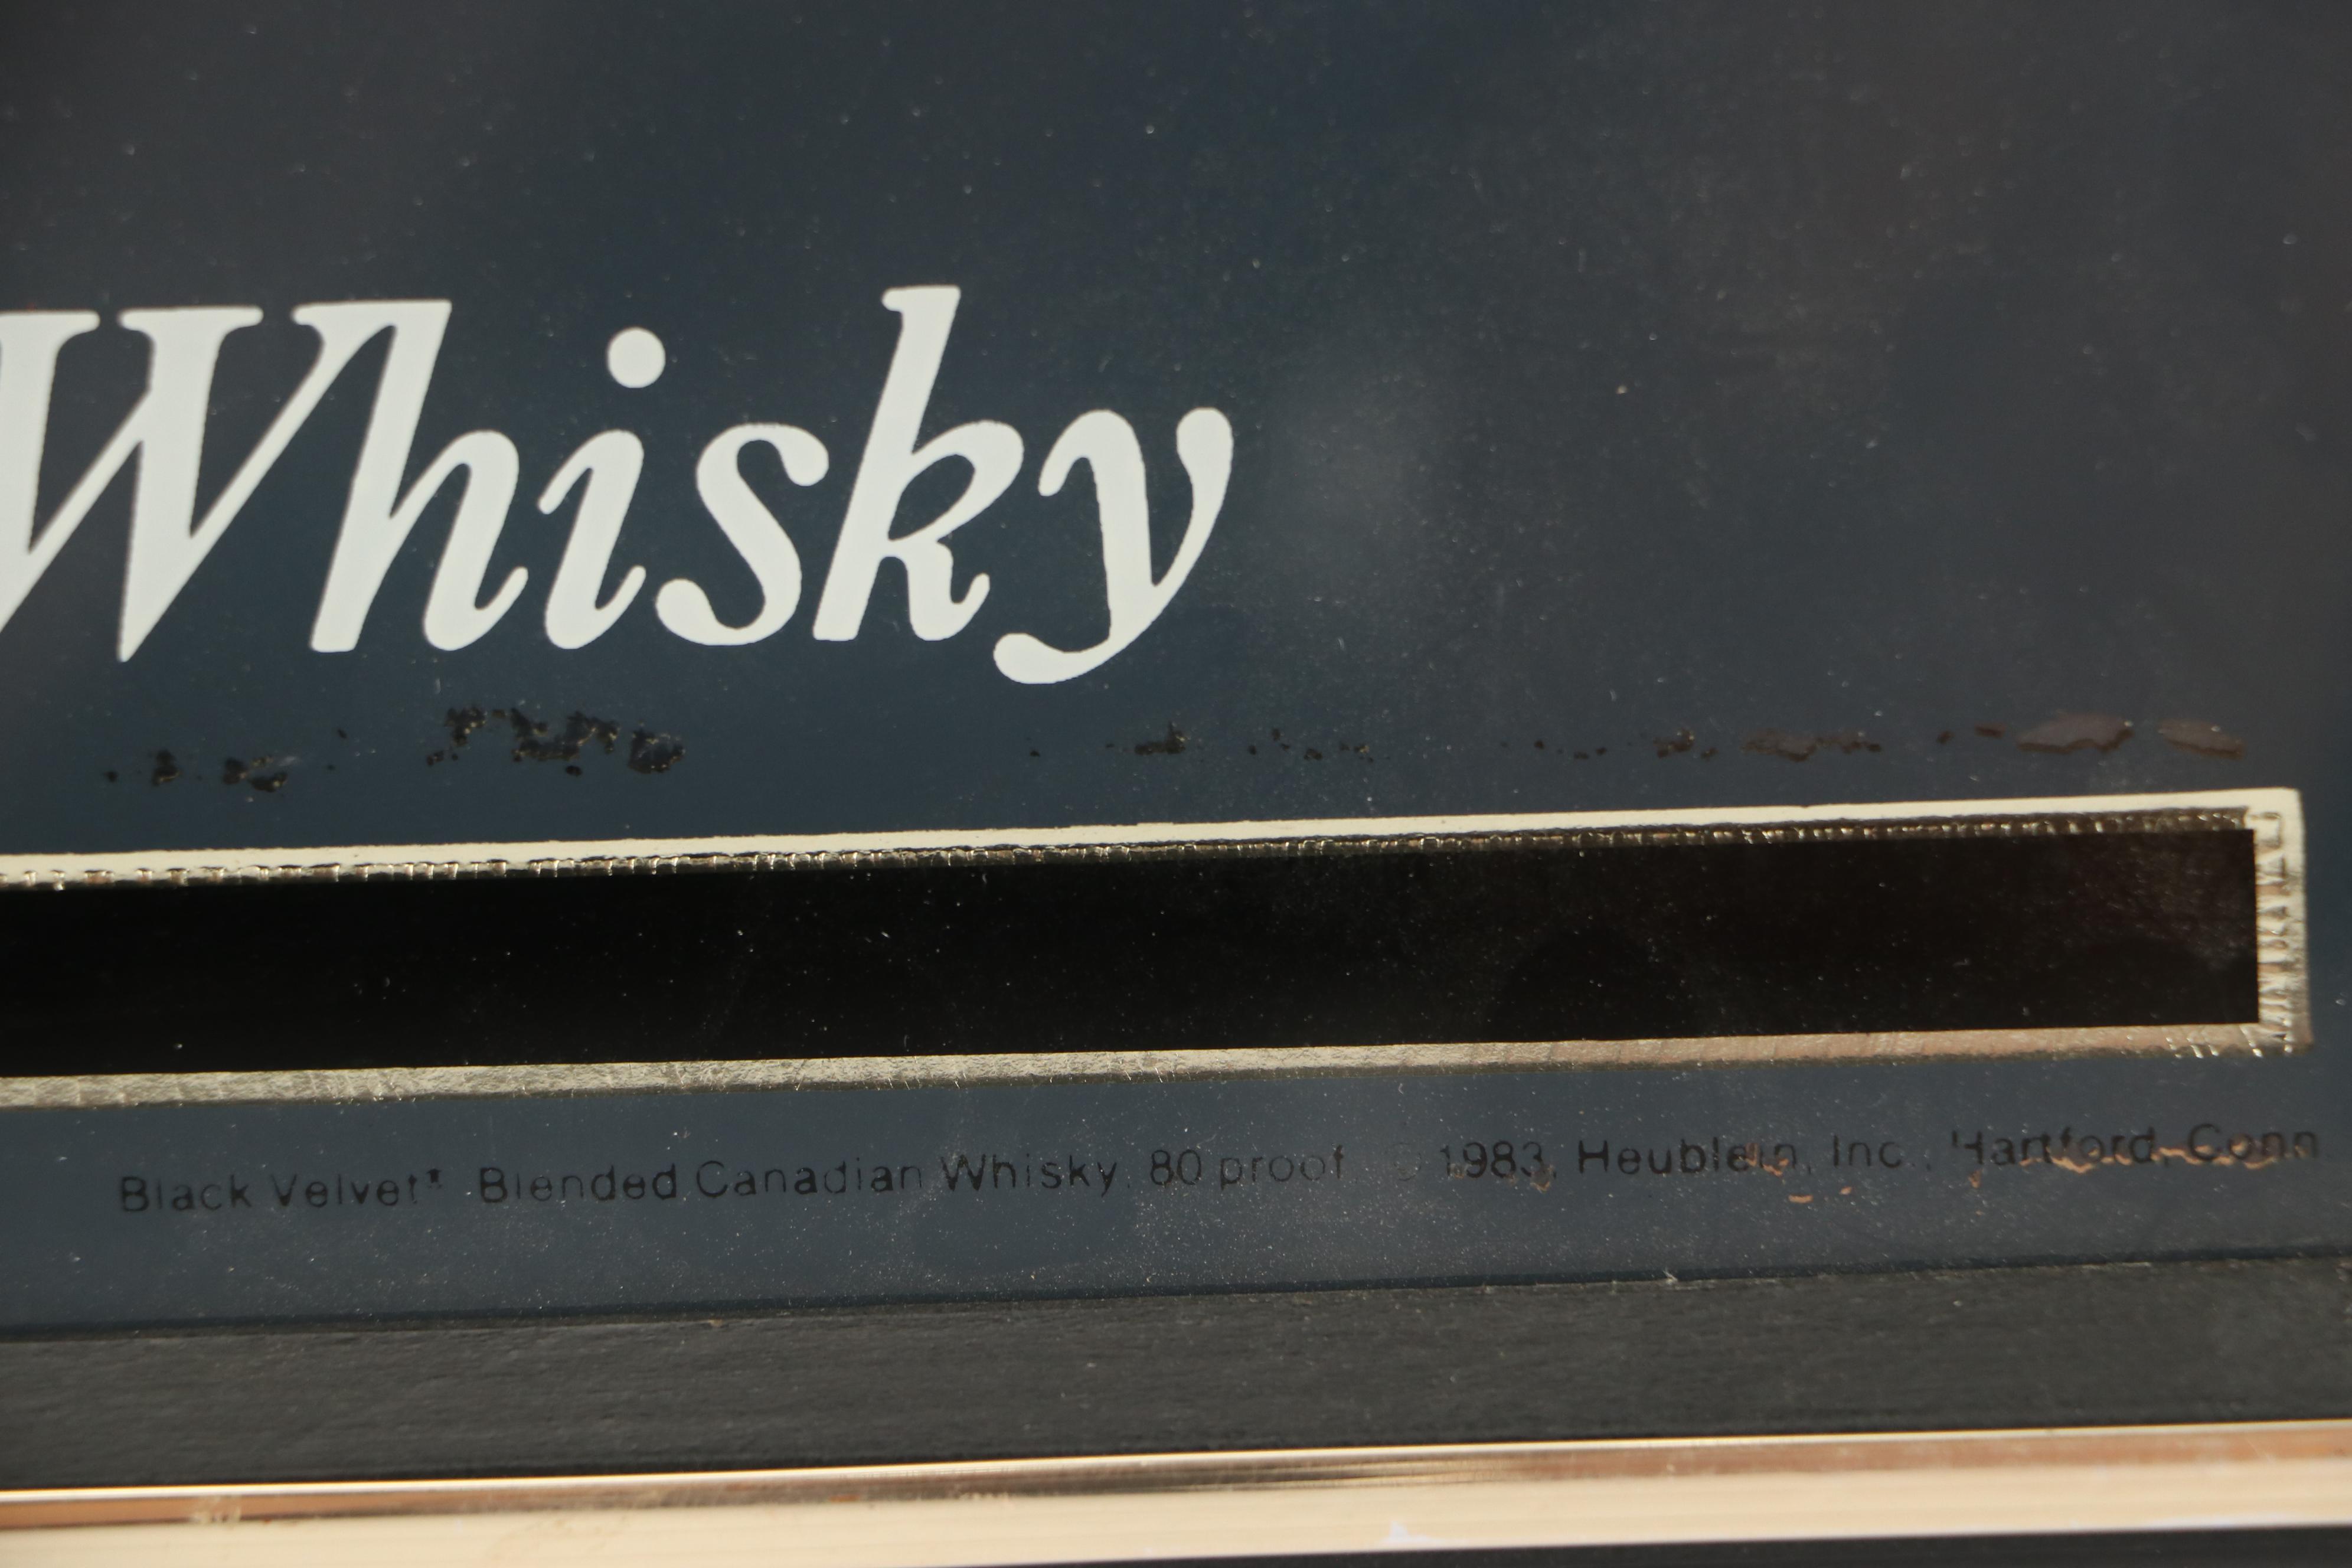 Whisky
Black Velvet® Blended Canadian Whisky, 80 proof. © 1983, Heublein, Inc., Hartford, Conn